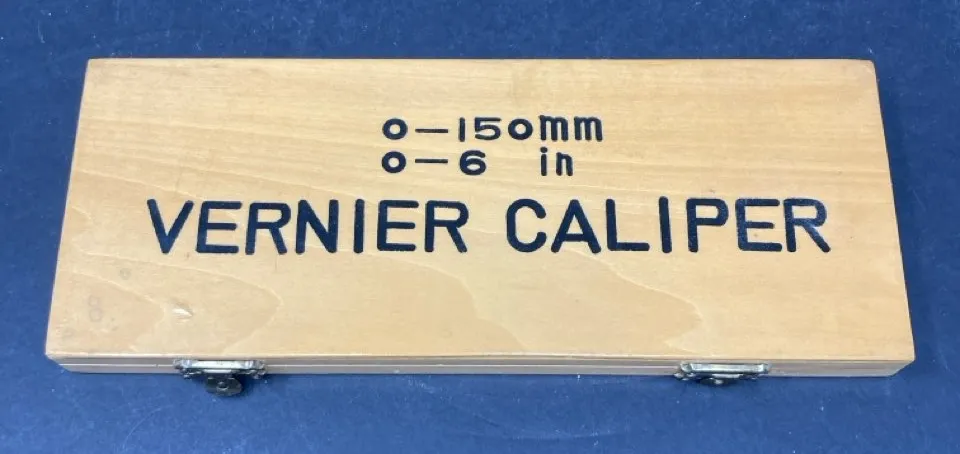 0-150mm
0-6 in
VERNIER CALIPER